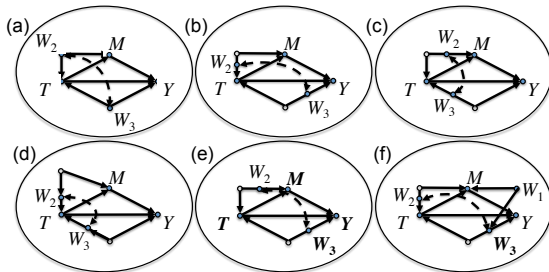 (a) W2 M (b) M (c) W2 M
W2
T Y T Y T Y
W3 W3 W3
(d) M (e) W2 M (f) M W1
W2 W2
T Y T Y T Y
W3 W3 W3